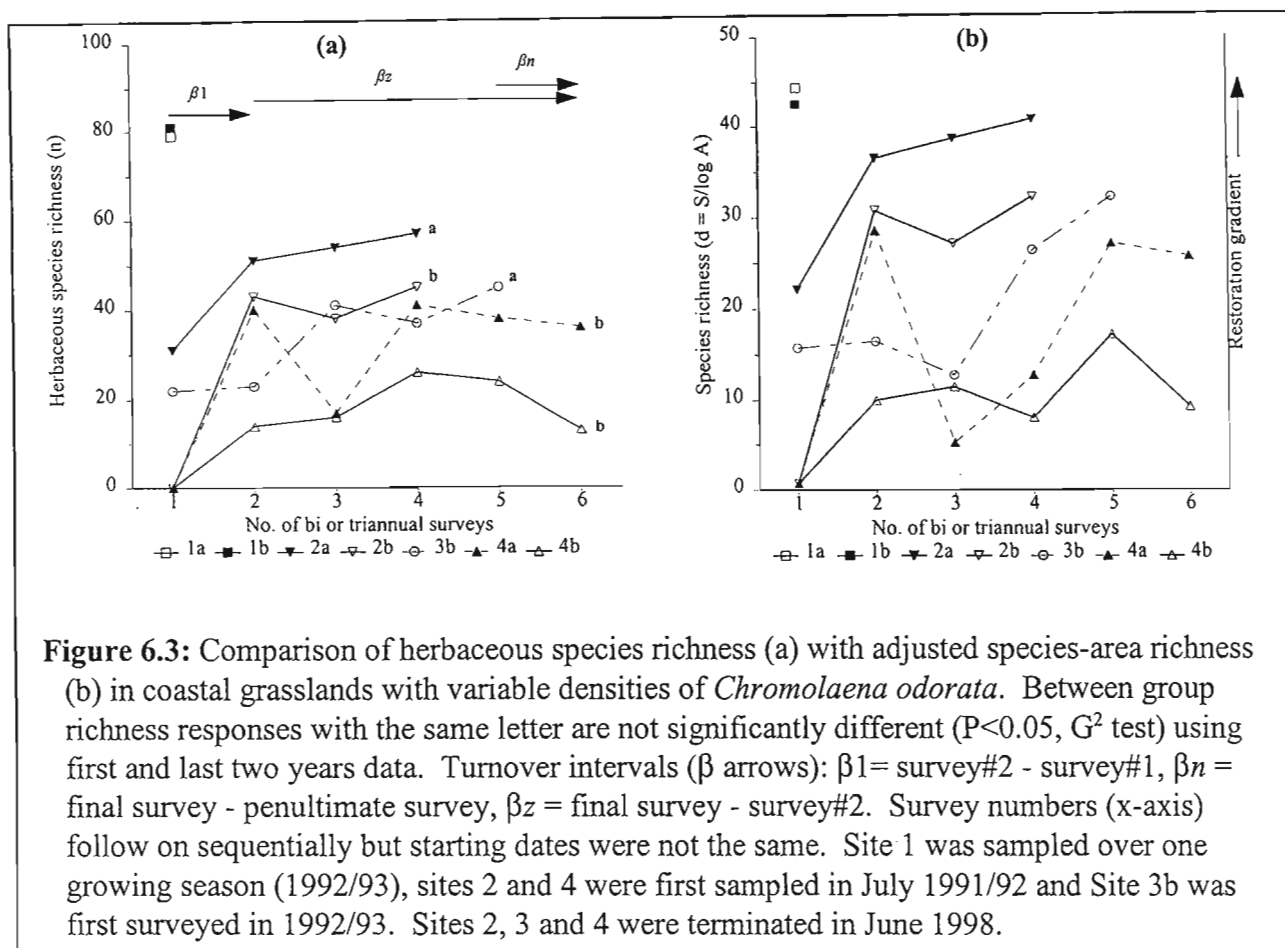 (a)
(b)
100
80
60
40
20
0
Herbaceous species richness (n)
β1
βz
βn
a
b
a
b
b
1 2 3 4 5 6
No. of bi or triannual surveys
1a 1b 2a 2b 3b 4a 4b
50
40
30
20
10
0
Species richness (d = S/log A)
Restoration gradient
1 2 3 4 5 6
No. of bi or triannual surveys
1a 1b 2a 2b 3b 4a 4b
Figure 6.3: Comparison of herbaceous species richness (a) with adjusted species-area richness
(b) in coastal grasslands with variable densities of Chromolaena odorata. Between group
richness responses with the same letter are not significantly different (P<0.05, G² test) using
first and last two years data. Turnover intervals (β arrows): β1= survey#2 - survey#1, βn =
final survey - penultimate survey, βz = final survey - survey#2. Survey numbers (x-axis)
follow on sequentially but starting dates were not the same. Site 1 was sampled over one
growing season (1992/93), sites 2 and 4 were first sampled in July 1991/92 and Site 3b was
first surveyed in 1992/93. Sites 2, 3 and 4 were terminated in June 1998.